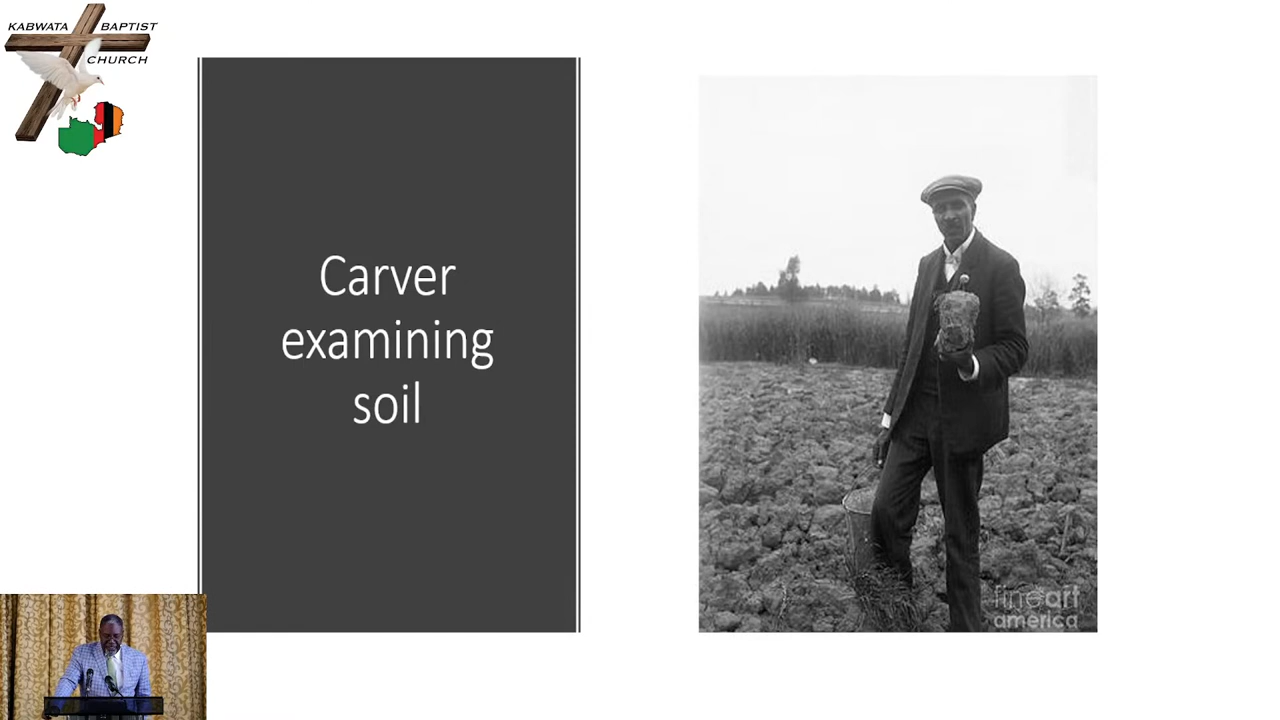 KABWATA BAPTIST
CHURCH
Carver
examining
soil
fineart
america